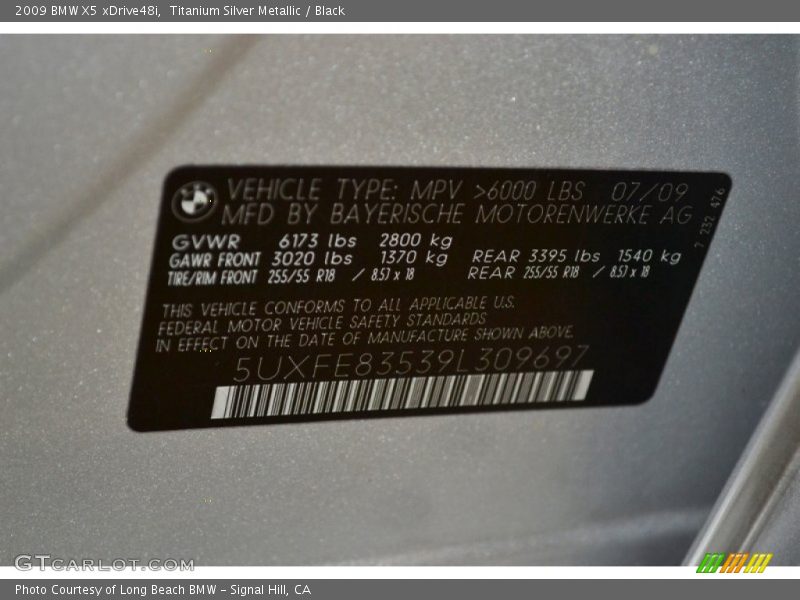 2009 BMW X5 xDrive48i, Titanium Silver Metallic / Black
VEHICLE TYPE: MPV >6000 LBS 07/09
MFD BY BAYERISCHE MOTORENWERKE AG
7 232 476
GVWR 6173 lbs 2800 kg
GAWR FRONT 3020 lbs 1370 kg REAR 3395 lbs 1540 kg
TIRE/RIM FRONT 255/55 R18 / 8.5J x 18 REAR 255/55 R18 / 8.5J x 18
THIS VEHICLE CONFORMS TO ALL APPLICABLE U.S.
FEDERAL MOTOR VEHICLE SAFETY STANDARDS
IN EFFECT ON THE DATE OF MANUFACTURE SHOWN ABOVE.
5UXFE83539L309697
GTcarlot.com
Photo Courtesy of Long Beach BMW – Signal Hill, CA